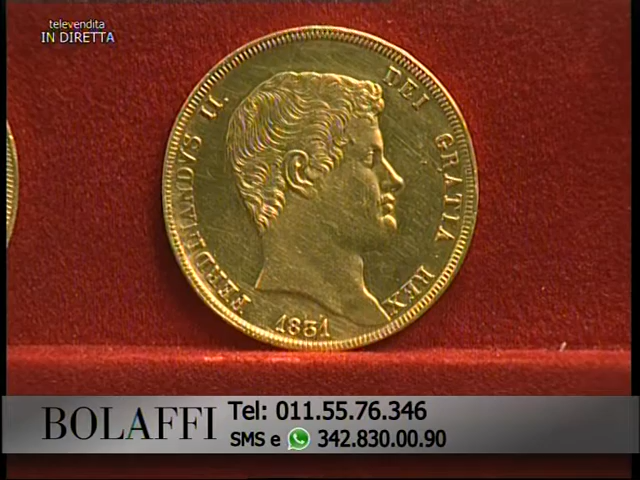 televendita
IN DIRETTA
FERDINANDVS II. DEI GRATIA REX
1831
BOLAFFI
Tel: 011.55.76.346
SMS e 342.830.00.90